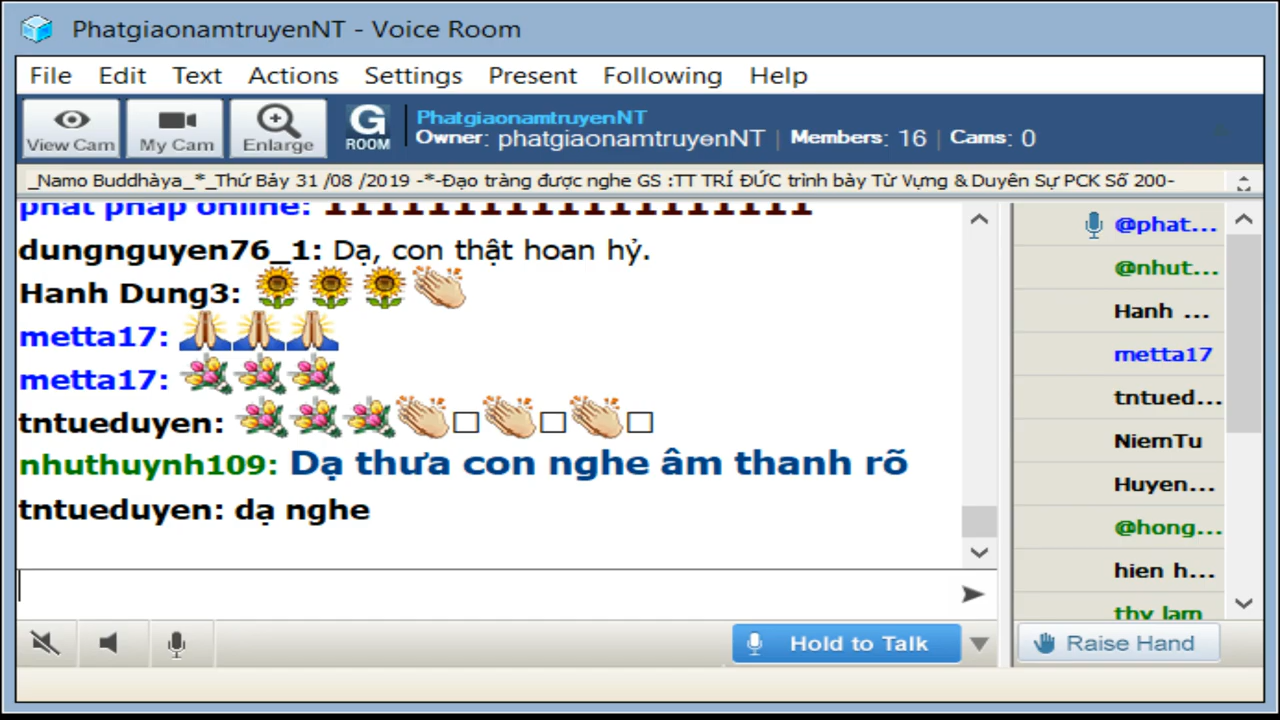 PhatgiaonamtruyenNT - Voice Room
File Edit Text Actions Settings Present Following Help
View Cam My Cam Enlarge G ROOM
PhatgiaonamtruyenNT
Owner: phatgiaonamtruyenNT | Members: 16 | Cams: 0
_Namo Buddhàya_*_Thứ Bảy 31 /08 /2019 -*-Đạo tràng được nghe GS :TT TRÍ ĐỨC trình bày Từ Vựng & Duyên Sự PCK Số 200-
phat phap online:
dungnguyen76_1: Dạ, con thật hoan hỷ.
Hanh Dung3:
metta17:
metta17:
tntueduyen:
nhuthuynh109: Dạ thưa con nghe âm thanh rõ
tntueduyen: dạ nghe
@phat...
@nhut...
Hanh ...
metta17
tntued...
NiemTu
Huyen...
@hong...
hien h...
thy lam
Hold to Talk
Raise Hand